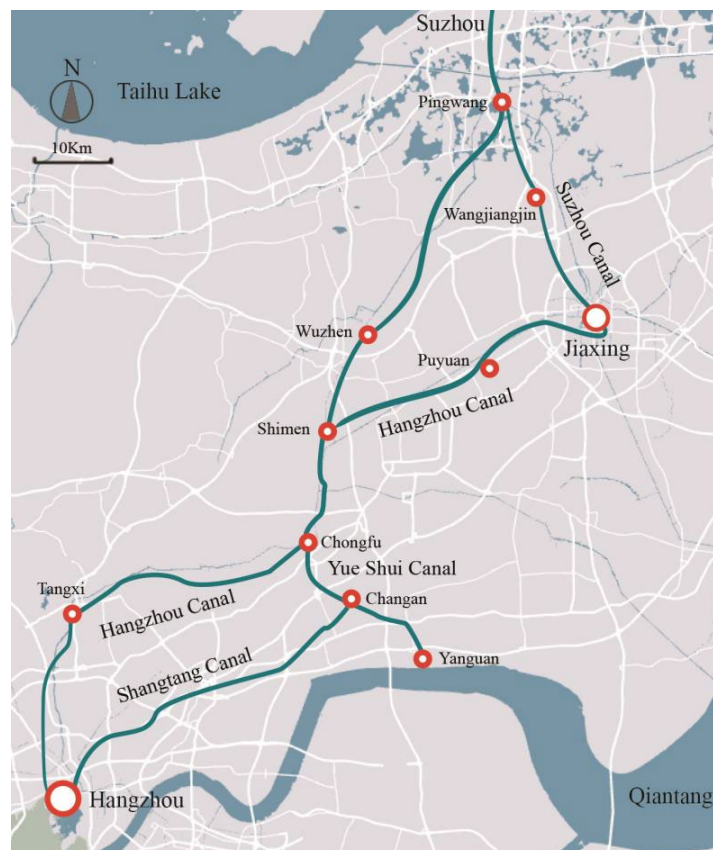 Suzhou
N
Taihu Lake
Pingwang
10Km
Wangjiangjin
Suzhou Canal
Wuzhen
Jiaxing
Puyuan
Hangzhou Canal
Shimen
Chongfu
Yue Shui Canal
Tangxi
Changan
Hangzhou Canal
Shangtang Canal
Yanguan
Hangzhou
Qiantang